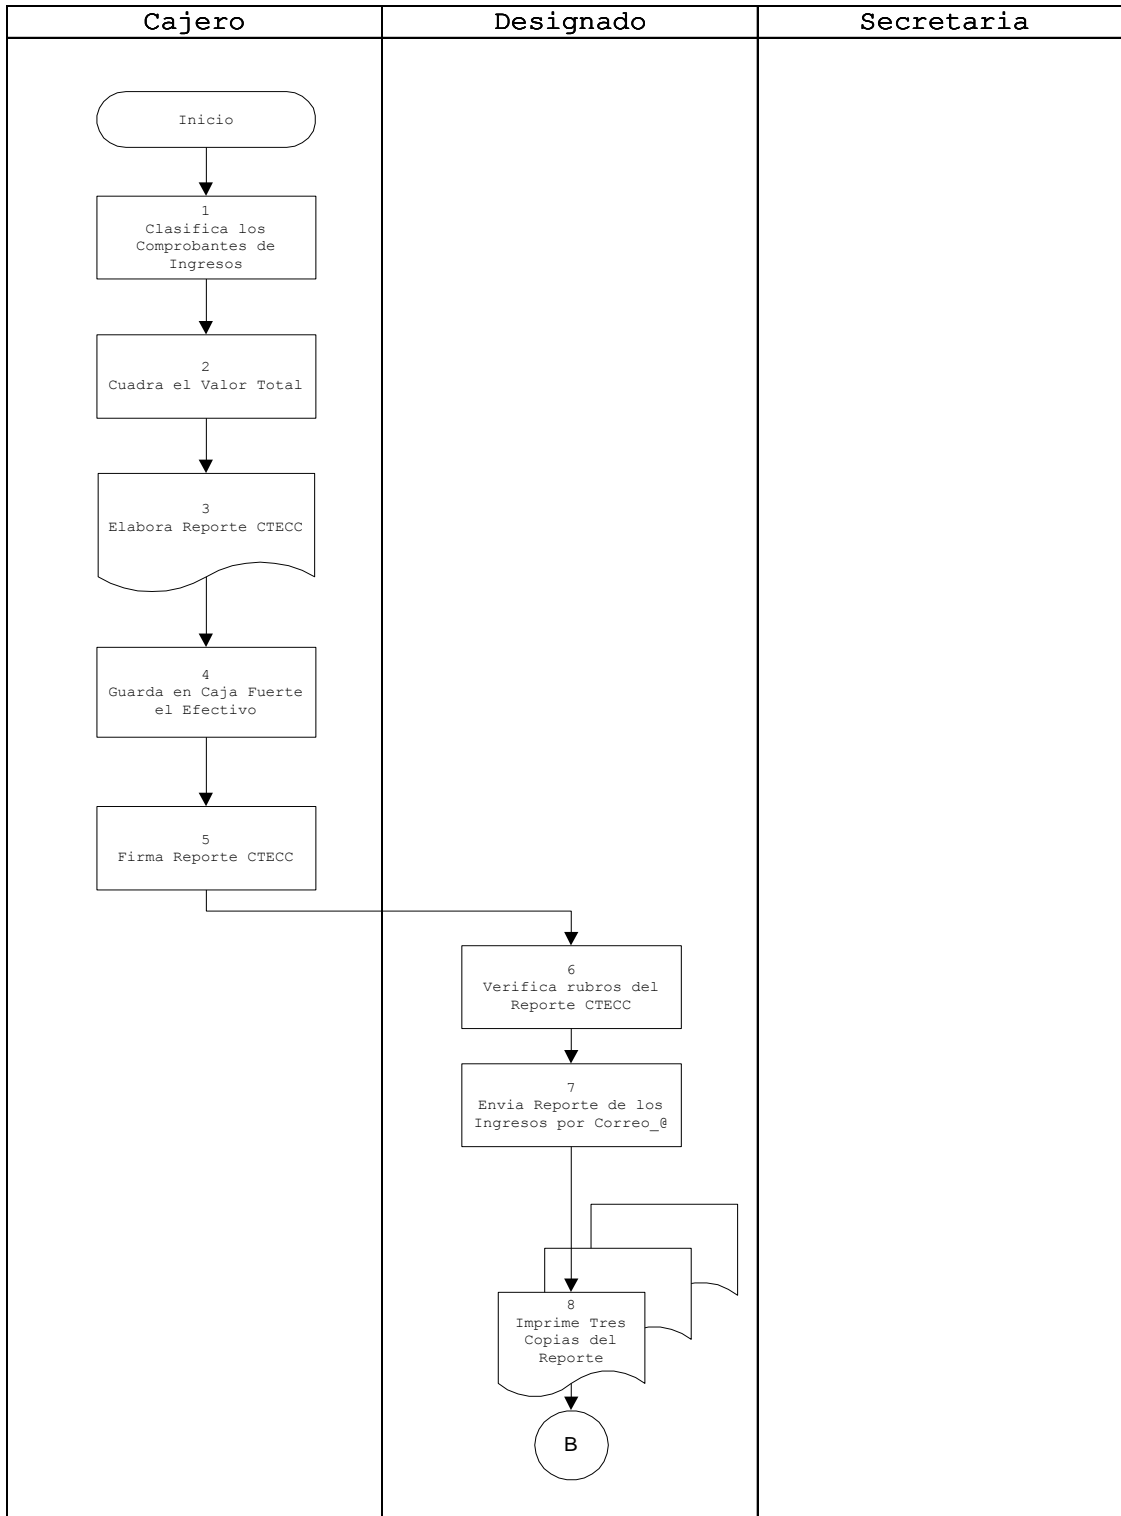 Cajero
Designado
Secretaria
Inicio
1
Clasifica los
Comprobantes de
Ingresos
2
Cuadra el Valor Total
3
Elabora Reporte CTECC
4
Guarda en Caja Fuerte
el Efectivo
5
Firma Reporte CTECC
6
Verifica rubros del
Reporte CTECC
7
Envia Reporte de los
Ingresos por Correo_@
8
Imprime Tres
Copias del
Reporte
B